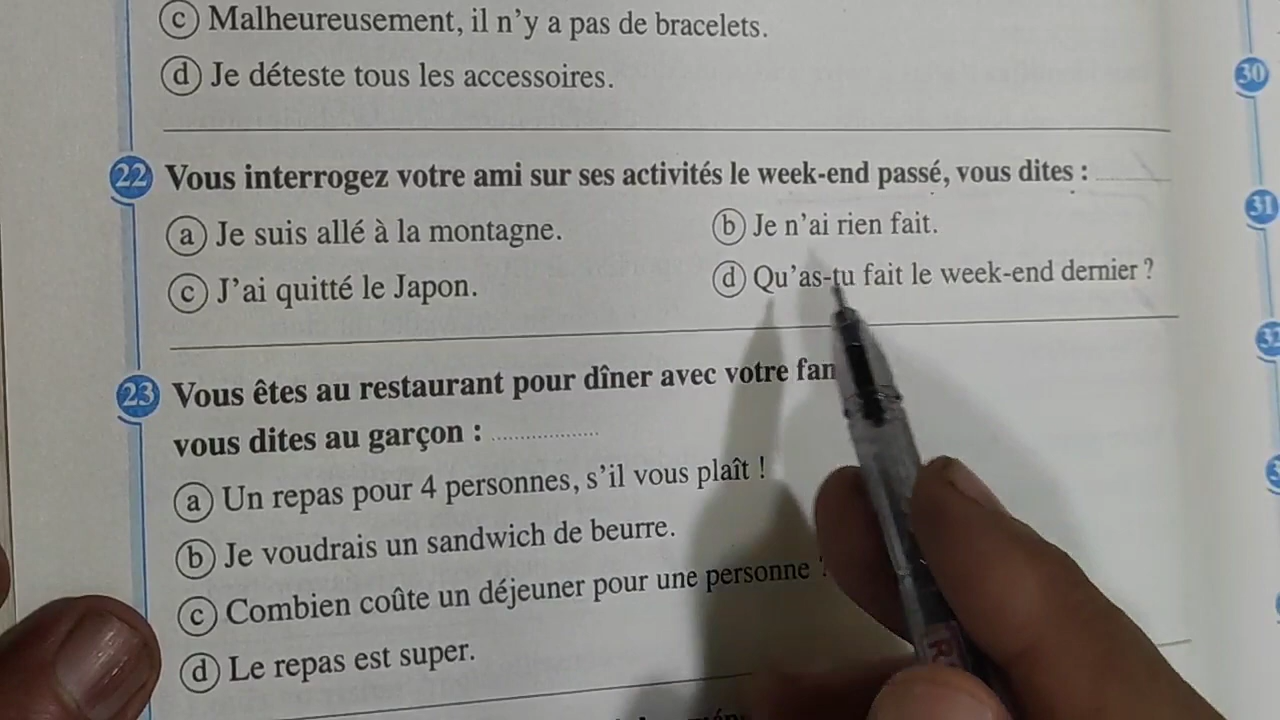 c Malheureusement, il n'y a pas de bracelets.
d Je déteste tous les accessoires.
22 Vous interrogez votre ami sur ses activités le week-end passé, vous dites : ..........
a Je suis allé à la montagne.
b Je n'ai rien fait.
c J'ai quitté le Japon.
d Qu'as-tu fait le week-end dernier ?
23 Vous êtes au restaurant pour dîner avec votre
vous dites au garçon : ..................
a Un repas pour 4 personnes, s'il vous plaît !
b Je voudrais un sandwich de beurre.
c Combien coûte un déjeuner pour une personne ?
d Le repas est super.
30
31